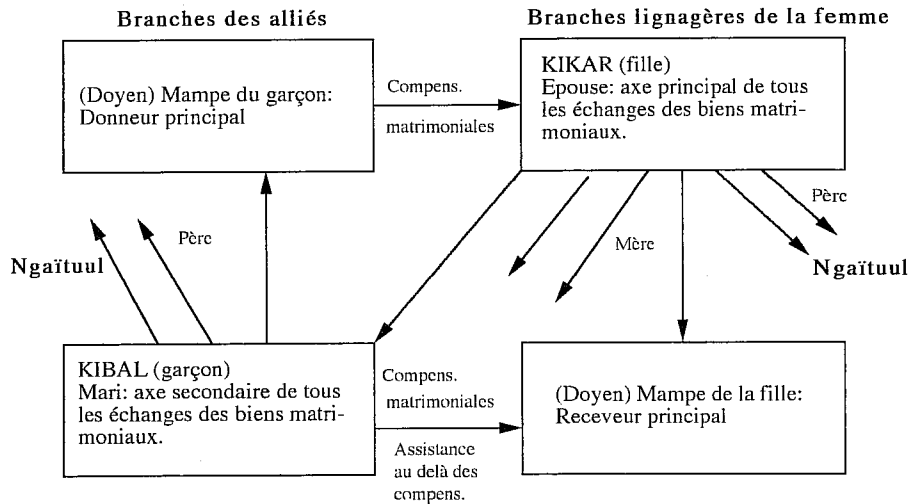 Branches des alliés
Branches lignagères de la femme
(Doyen) Mampe du garçon:
Donneur principal
Compens.
matrimoniales
KIKAR (fille)
Epouse: axe principal de tous
les échanges des biens matri-
moniaux.
Père
Ngaïtuul
Mère
Père
Ngaïtuul
KIBAL (garçon)
Mari: axe secondaire de tous
les échanges des biens matri-
moniaux.
Compens.
matrimoniales
Assistance
au delà des
compens.
(Doyen) Mampe de la fille:
Receveur principal